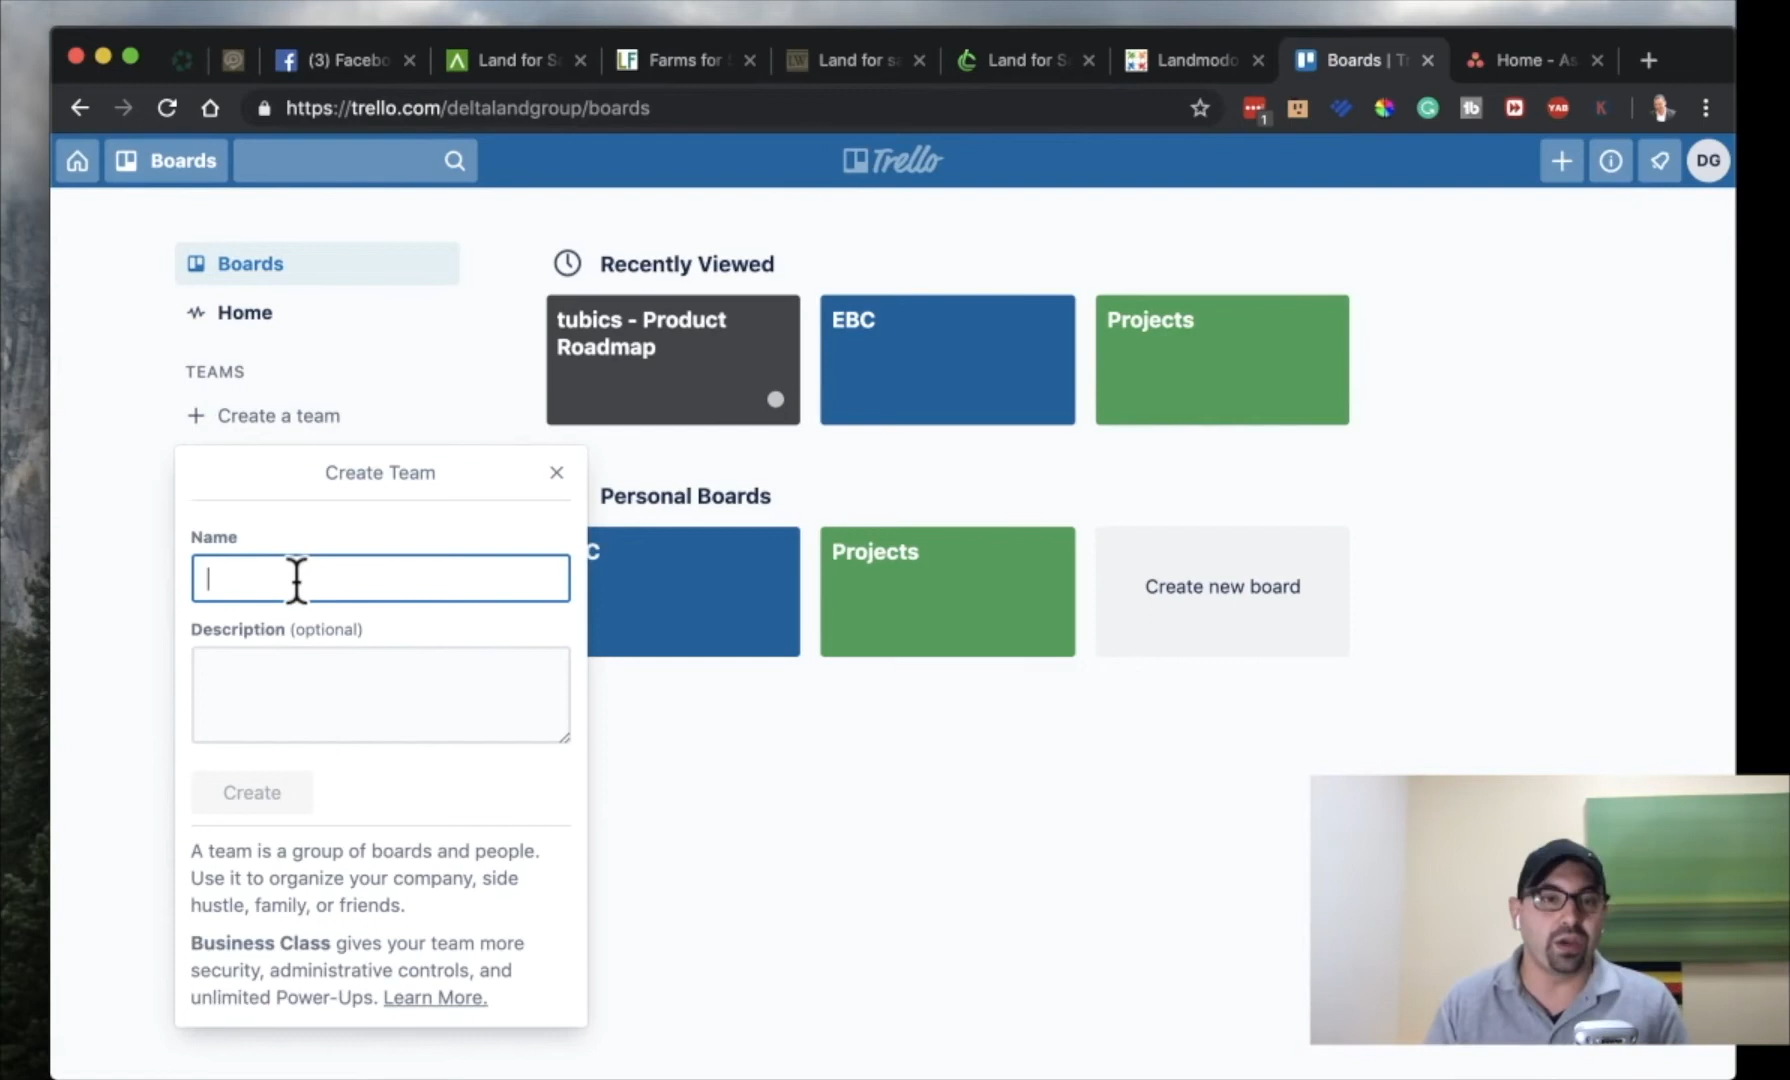 (3) Facebo
Land for S
Farms for
Land for sa
Land for S
Landmodo
Boards | T
Home - As
https://trello.com/deltalandgroup/boards
1
tb
YAB
K
Boards
Trello
DG
Boards
Home
TEAMS
+ Create a team
Recently Viewed
tubics - Product
Roadmap
EBC
Projects
Create Team
Name
Description (optional)
Create
A team is a group of boards and people.
Use it to organize your company, side
hustle, family, or friends.
Business Class gives your team more
security, administrative controls, and
unlimited Power-Ups. Learn More.
Personal Boards
C
Projects
Create new board